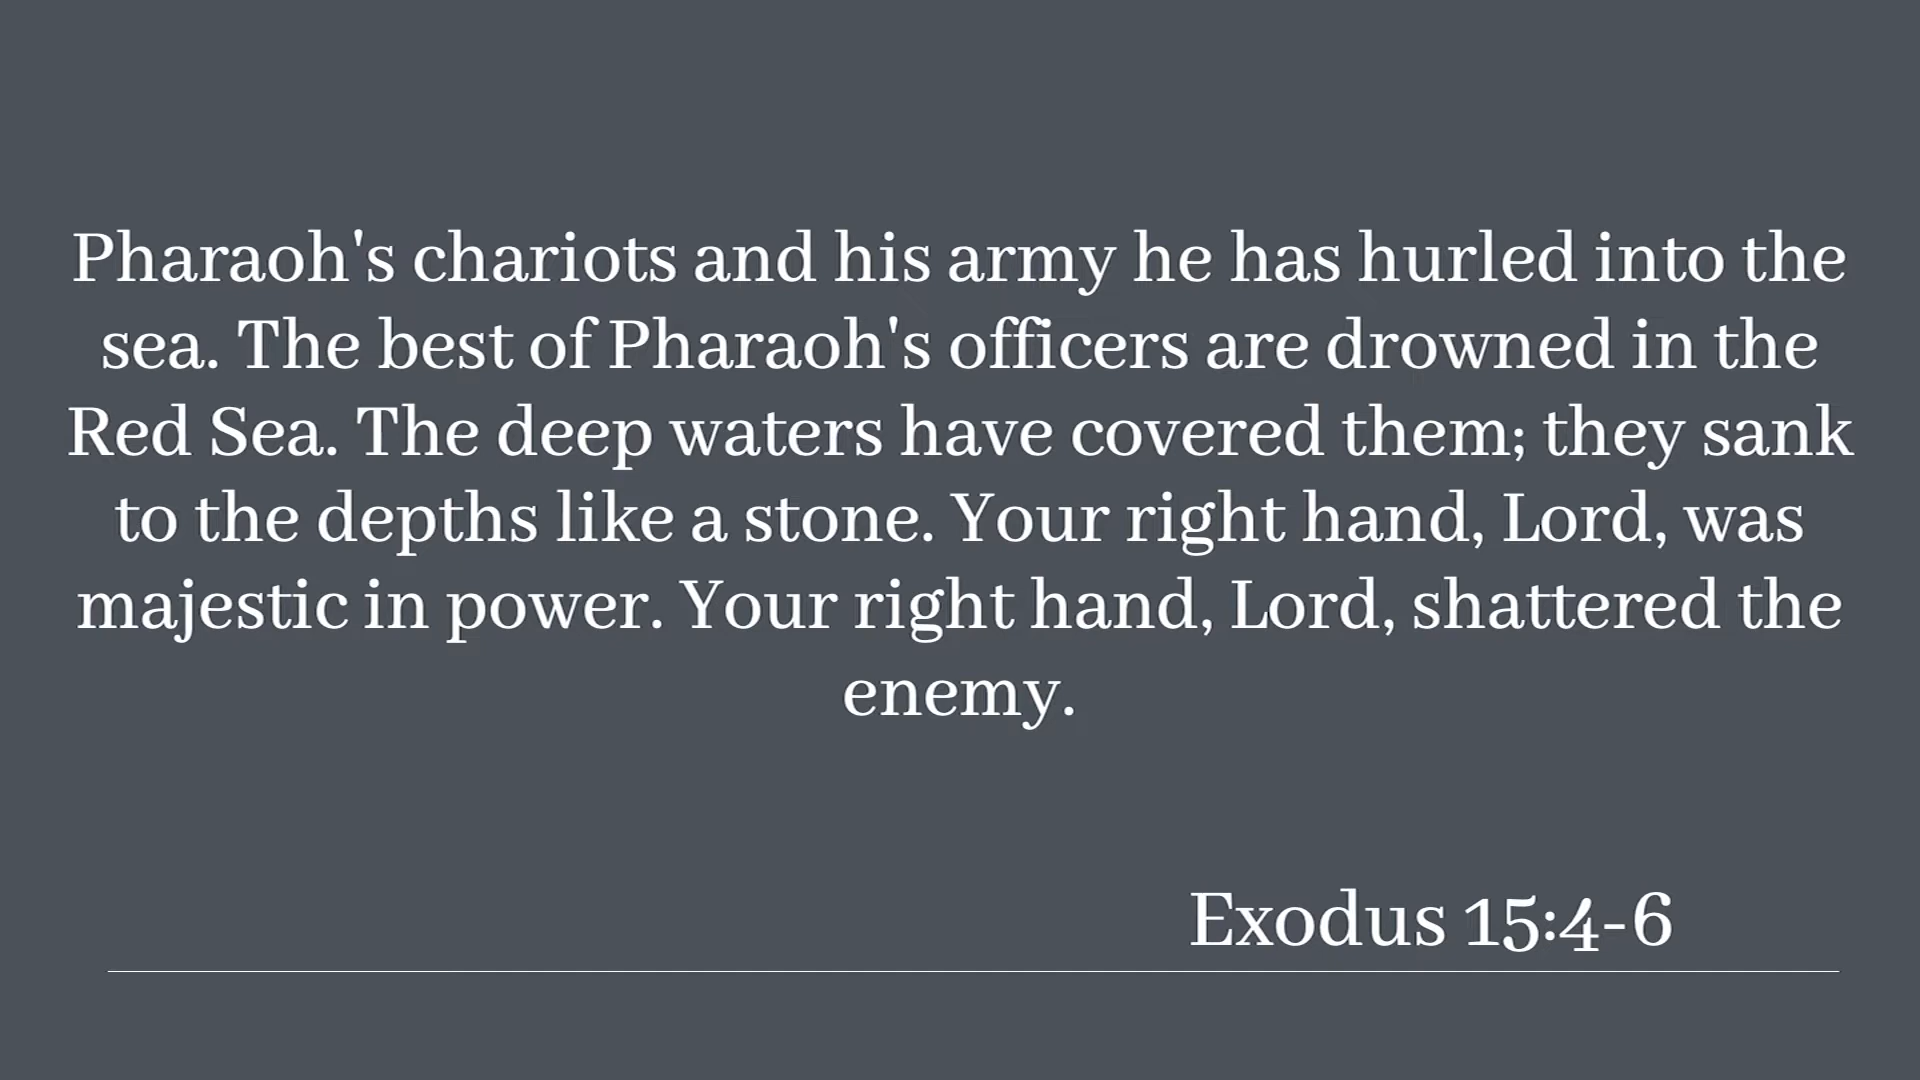 Pharaoh's chariots and his army he has hurled into the
sea. The best of Pharaoh's officers are drowned in the
Red Sea. The deep waters have covered them; they sank
to the depths like a stone. Your right hand, Lord, was
majestic in power. Your right hand, Lord, shattered the
enemy.
Exodus 15:4-6